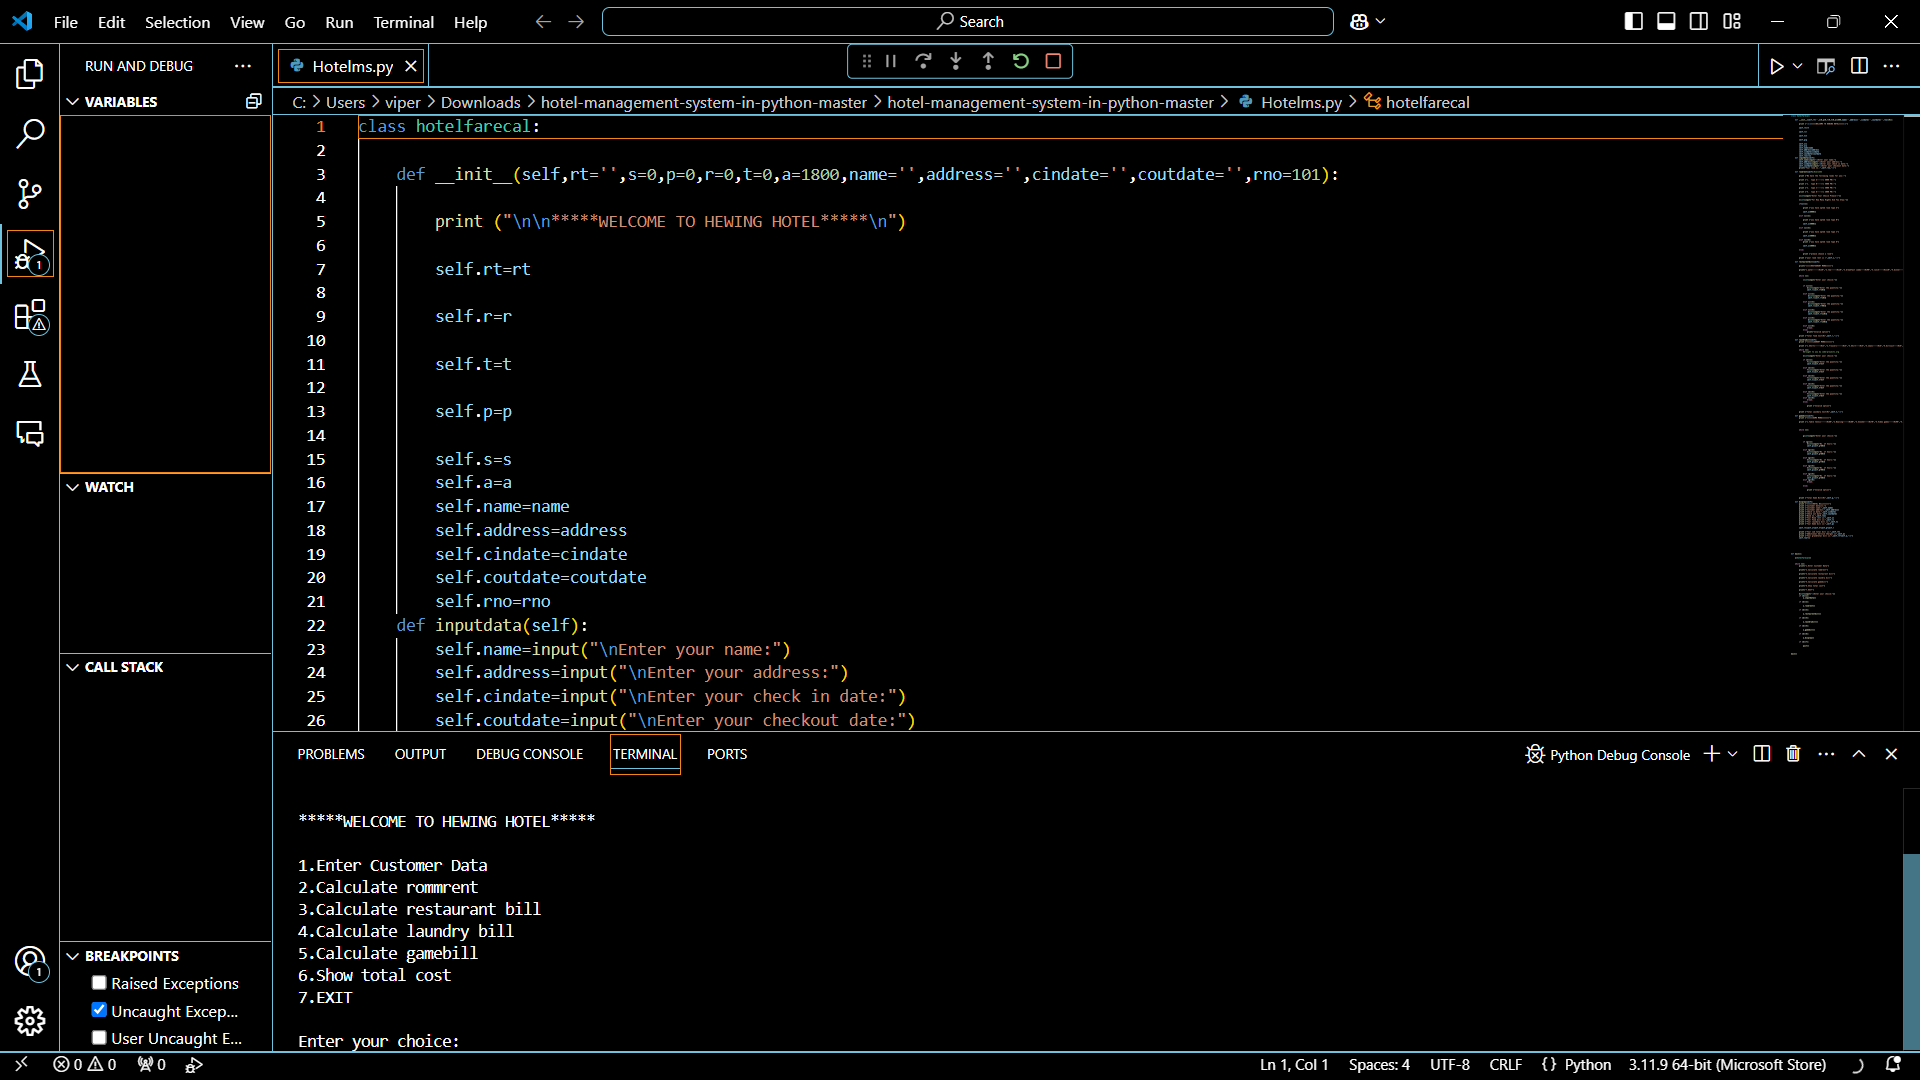 File Edit Selection View Go Run Terminal Help
Search
RUN AND DEBUG
Hotelms.py
VARIABLES
C: > Users > viper > Downloads > hotel-management-system-in-python-master > hotel-management-system-in-python-master > Hotelms.py > hotelfarecal
1 class hotelfarecal:
2
3 def __init__(self,rt='',s=0,p=0,r=0,t=0,a=1800,name='',address='',cindate='',coutdate='',rno=101):
4
5 print ("\n\n*****WELCOME TO HEWING HOTEL*****\n")
6
7 self.rt=rt
8
9 self.r=r
10
11 self.t=t
12
13 self.p=p
14
15 self.s=s
16 self.a=a
17 self.name=name
18 self.address=address
19 self.cindate=cindate
20 self.coutdate=coutdate
21 self.rno=rno
22 def inputdata(self):
23 self.name=input("\nEnter your name:")
24 self.address=input("\nEnter your address:")
25 self.cindate=input("\nEnter your check in date:")
26 self.coutdate=input("\nEnter your checkout date:")
WATCH
CALL STACK
BREAKPOINTS
Raised Exceptions
Uncaught Excep...
User Uncaught E...
1
1
PROBLEMS OUTPUT DEBUG CONSOLE TERMINAL PORTS
Python Debug Console
*****WELCOME TO HEWING HOTEL*****
1.Enter Customer Data
2.Calculate rommrent
3.Calculate restaurant bill
4.Calculate laundry bill
5.Calculate gamebill
6.Show total cost
7.EXIT
Enter your choice:
0 0 0
Ln 1, Col 1 Spaces: 4 UTF-8 CRLF {} Python 3.11.9 64-bit (Microsoft Store)